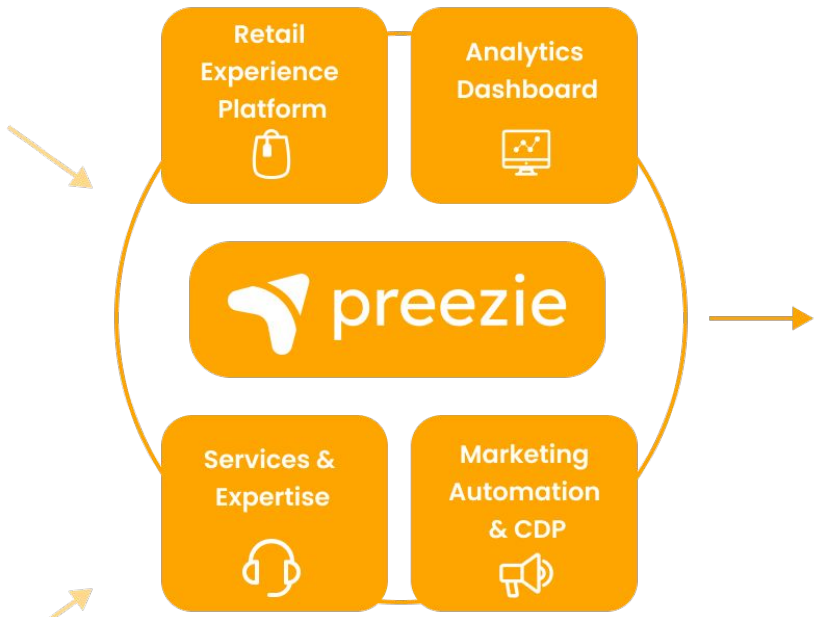 Retail
Experience
Platform
Analytics
Dashboard
preezie
Services &
Expertise
Marketing
Automation
& CDP